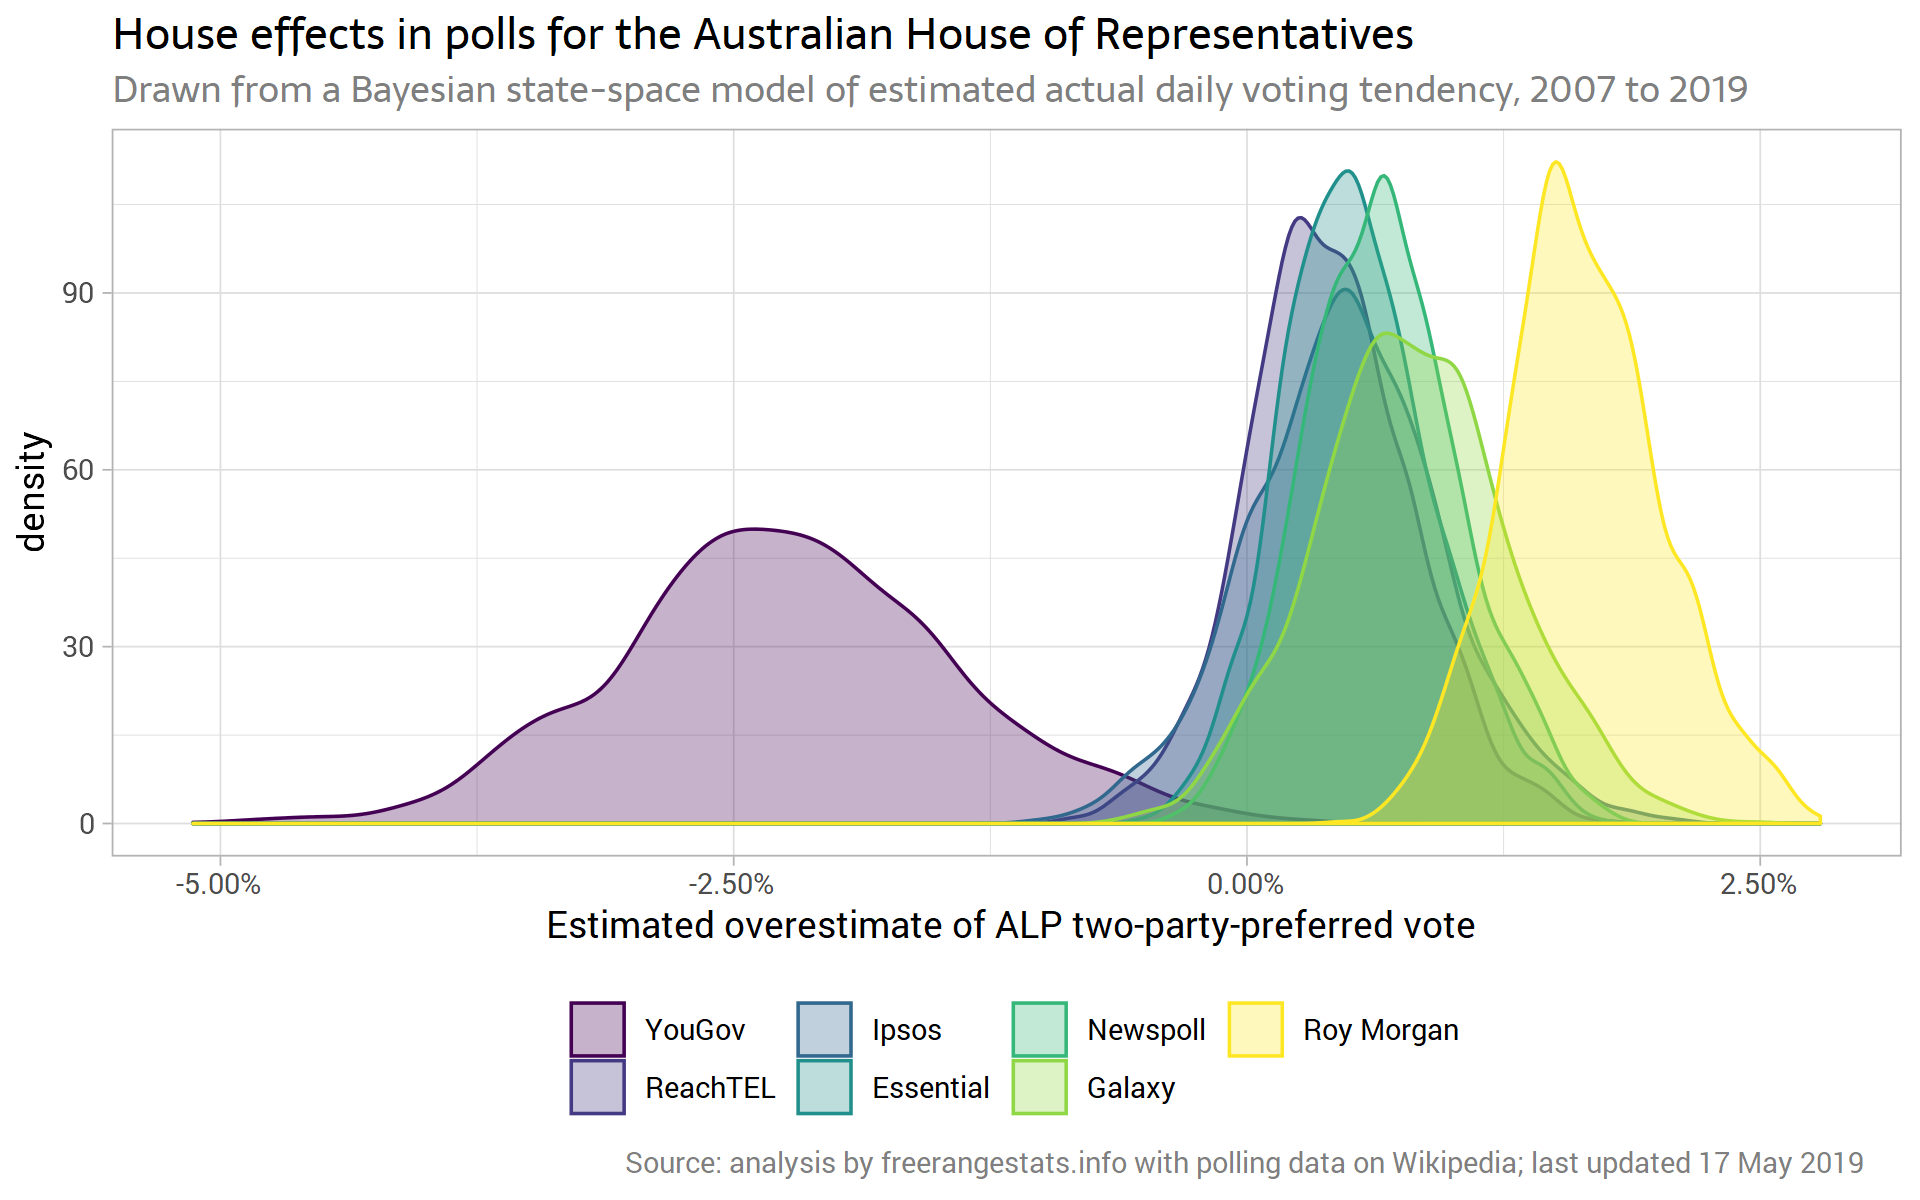 House effects in polls for the Australian House of Representatives
Drawn from a Bayesian state-space model of estimated actual daily voting tendency, 2007 to 2019
density
90
60
30
0
-5.00%
-2.50%
0.00%
2.50%
Estimated overestimate of ALP two-party-preferred vote
YouGov
Ipsos
Newspoll
Roy Morgan
ReachTEL
Essential
Galaxy
Source: analysis by freerangestats.info with polling data on Wikipedia; last updated 17 May 2019